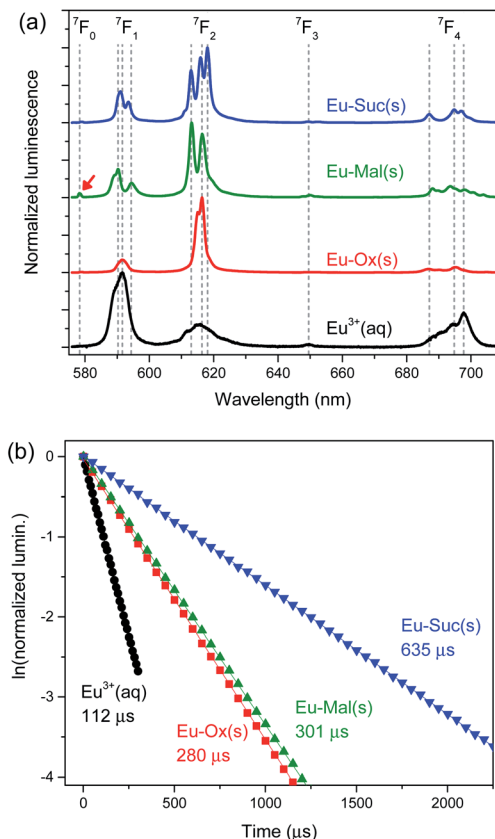 (a)
⁷F₀ ⁷F₁ ⁷F₂ ⁷F₃ ⁷F₄
Normalized luminescence
Eu-Suc(s)
Eu-Mal(s)
Eu-Ox(s)
Eu³⁺(aq)
580 600 620 640 660 680 700
Wavelength (nm)
(b)
ln(normalized lumin.)
0
-1
-2
-3
-4
Eu-Suc(s)
635 μs
Eu³⁺(aq)
112 μs
Eu-Mal(s)
301 μs
Eu-Ox(s)
280 μs
0 500 1000 1500 2000
Time (μs)